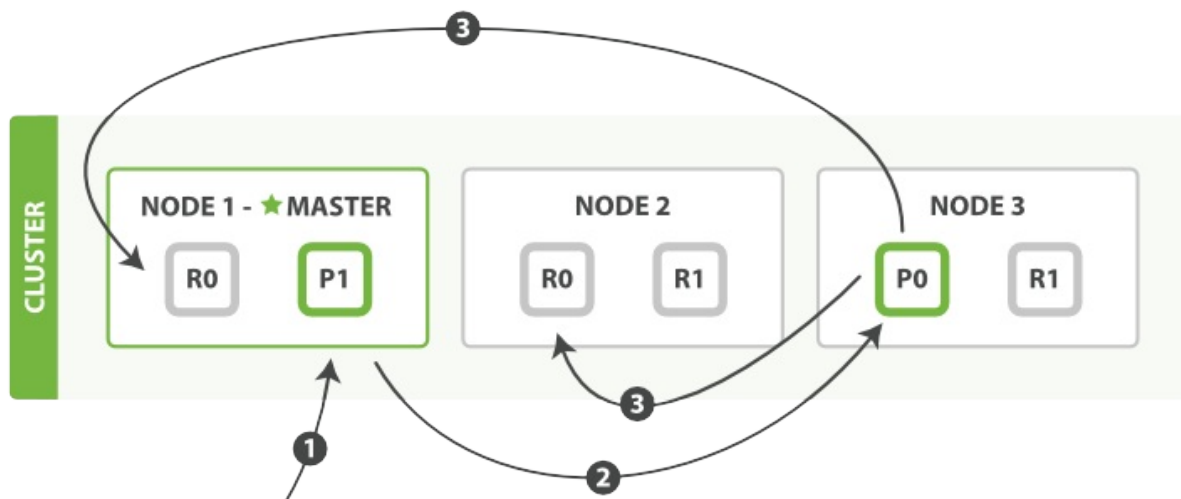 3
CLUSTER
NODE 1 - ★ MASTER
R0
P1
NODE 2
R0
R1
NODE 3
P0
R1
3
1
2